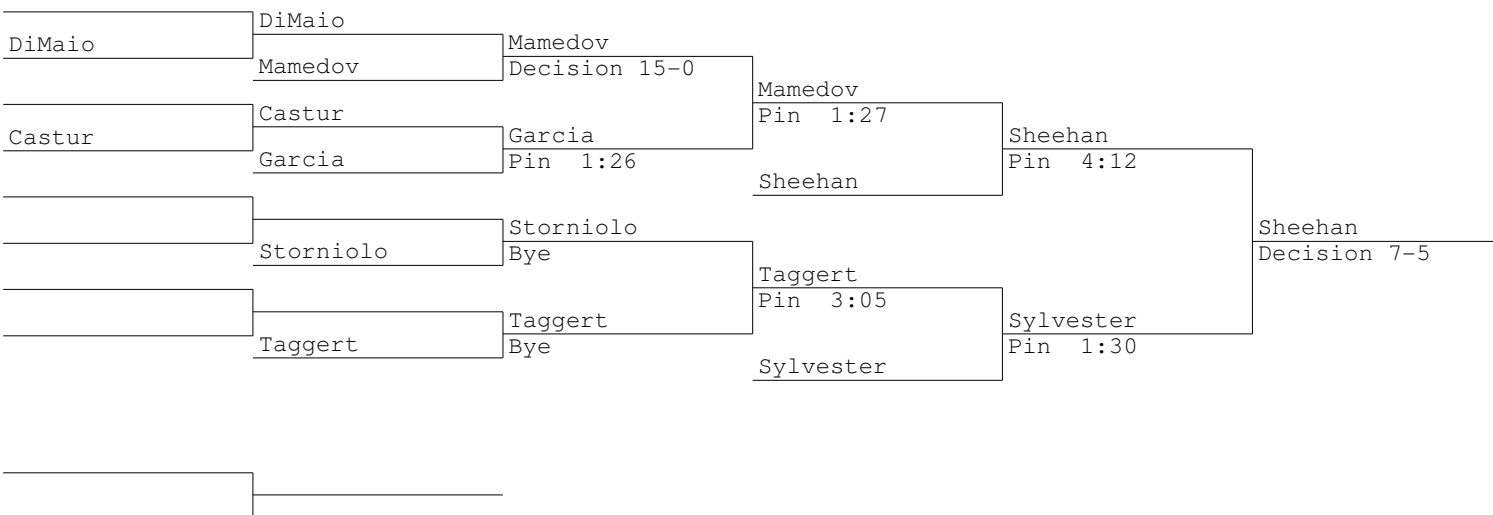 DiMaio
DiMaio
Mamedov
Mamedov
Decision 15-0
Mamedov
Pin 1:27
Castur
Castur
Garcia
Garcia
Pin 1:26
Sheehan
Sheehan
Pin 4:12
Storniolo
Storniolo
Bye
Sheehan
Decision 7-5
Taggert
Pin 3:05
Taggert
Taggert
Bye
Sylvester
Sylvester
Pin 1:30